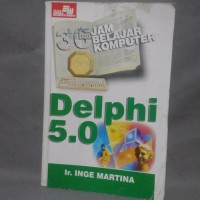 36 JAM
BELAJAR
KOMPUTER
Delphi
5.0
Ir. INGE MARTINA